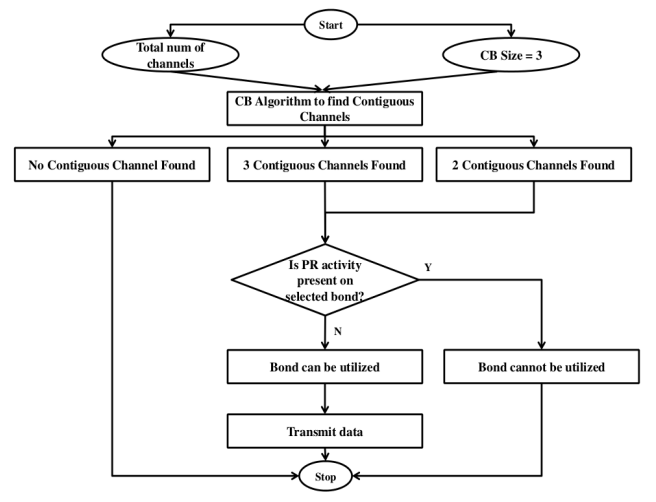 Start
Total num of
channels
CB Size = 3
CB Algorithm to find Contiguous
Channels
No Contiguous Channel Found
3 Contiguous Channels Found
2 Contiguous Channels Found
Is PR activity
present on
selected bond?
Y
N
Bond can be utilized
Bond cannot be utilized
Transmit data
Stop